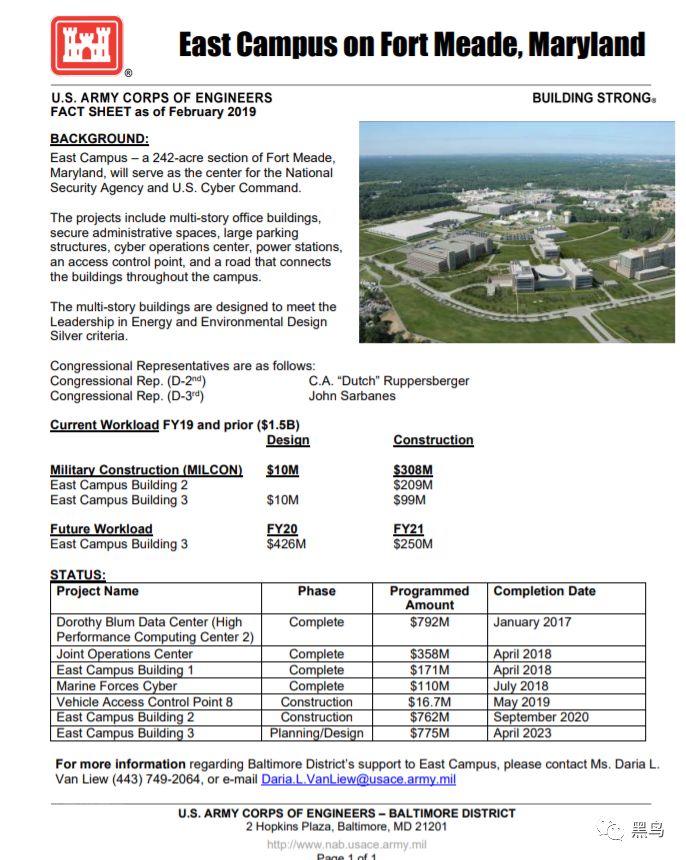 East Campus on Fort Meade, Maryland
®
U.S. ARMY CORPS OF ENGINEERS BUILDING STRONG®
FACT SHEET as of February 2019
BACKGROUND:
East Campus – a 242-acre section of Fort Meade,
Maryland, will serve as the center for the National
Security Agency and U.S. Cyber Command.
The projects include multi-story office buildings,
secure administrative spaces, large parking
structures, cyber operations center, power stations,
an access control point, and a road that connects
the buildings throughout the campus.
The multi-story buildings are designed to meet the
Leadership in Energy and Environmental Design
Silver criteria.
Congressional Representatives are as follows:
Congressional Rep. (D-2nd) C.A. “Dutch” Ruppersberger
Congressional Rep. (D-3rd) John Sarbanes
Current Workload FY19 and prior ($1.5B)
Design Construction
Military Construction (MILCON) $10M $308M
East Campus Building 2 $209M
East Campus Building 3 $10M $99M
Future Workload FY20 FY21
East Campus Building 3 $426M $250M
STATUS:
Project Name Phase Programmed Completion Date
Amount
Dorothy Blum Data Center (High Complete $792M January 2017
Performance Computing Center 2)
Joint Operations Center Complete $358M April 2018
East Campus Building 1 Complete $171M April 2018
Marine Forces Cyber Complete $110M July 2018
Vehicle Access Control Point 8 Construction $16.7M May 2019
East Campus Building 2 Construction $762M September 2020
East Campus Building 3 Planning/Design $775M April 2023
For more information regarding Baltimore District’s support to East Campus, please contact Ms. Daria L.
Van Liew (443) 749-2064, or e-mail Daria.L.VanLiew@usace.army.mil
U.S. ARMY CORPS OF ENGINEERS – BALTIMORE DISTRICT
2 Hopkins Plaza, Baltimore, MD 21201
http://www.nab.usace.army.mil
Page 1 of 1
黑鸟